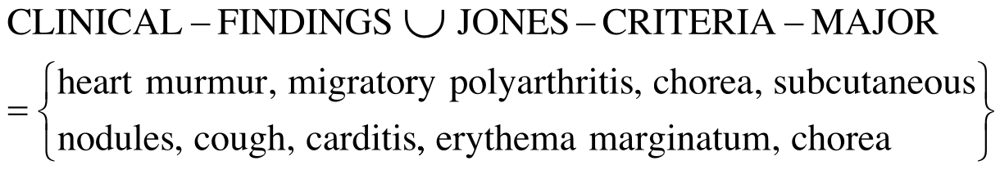 CLINICAL – FINDINGS ∪ JONES – CRITERIA – MAJOR
= {heart murmur, migratory polyarthritis, chorea, subcutaneous
nodules, cough, carditis, erythema marginatum, chorea}